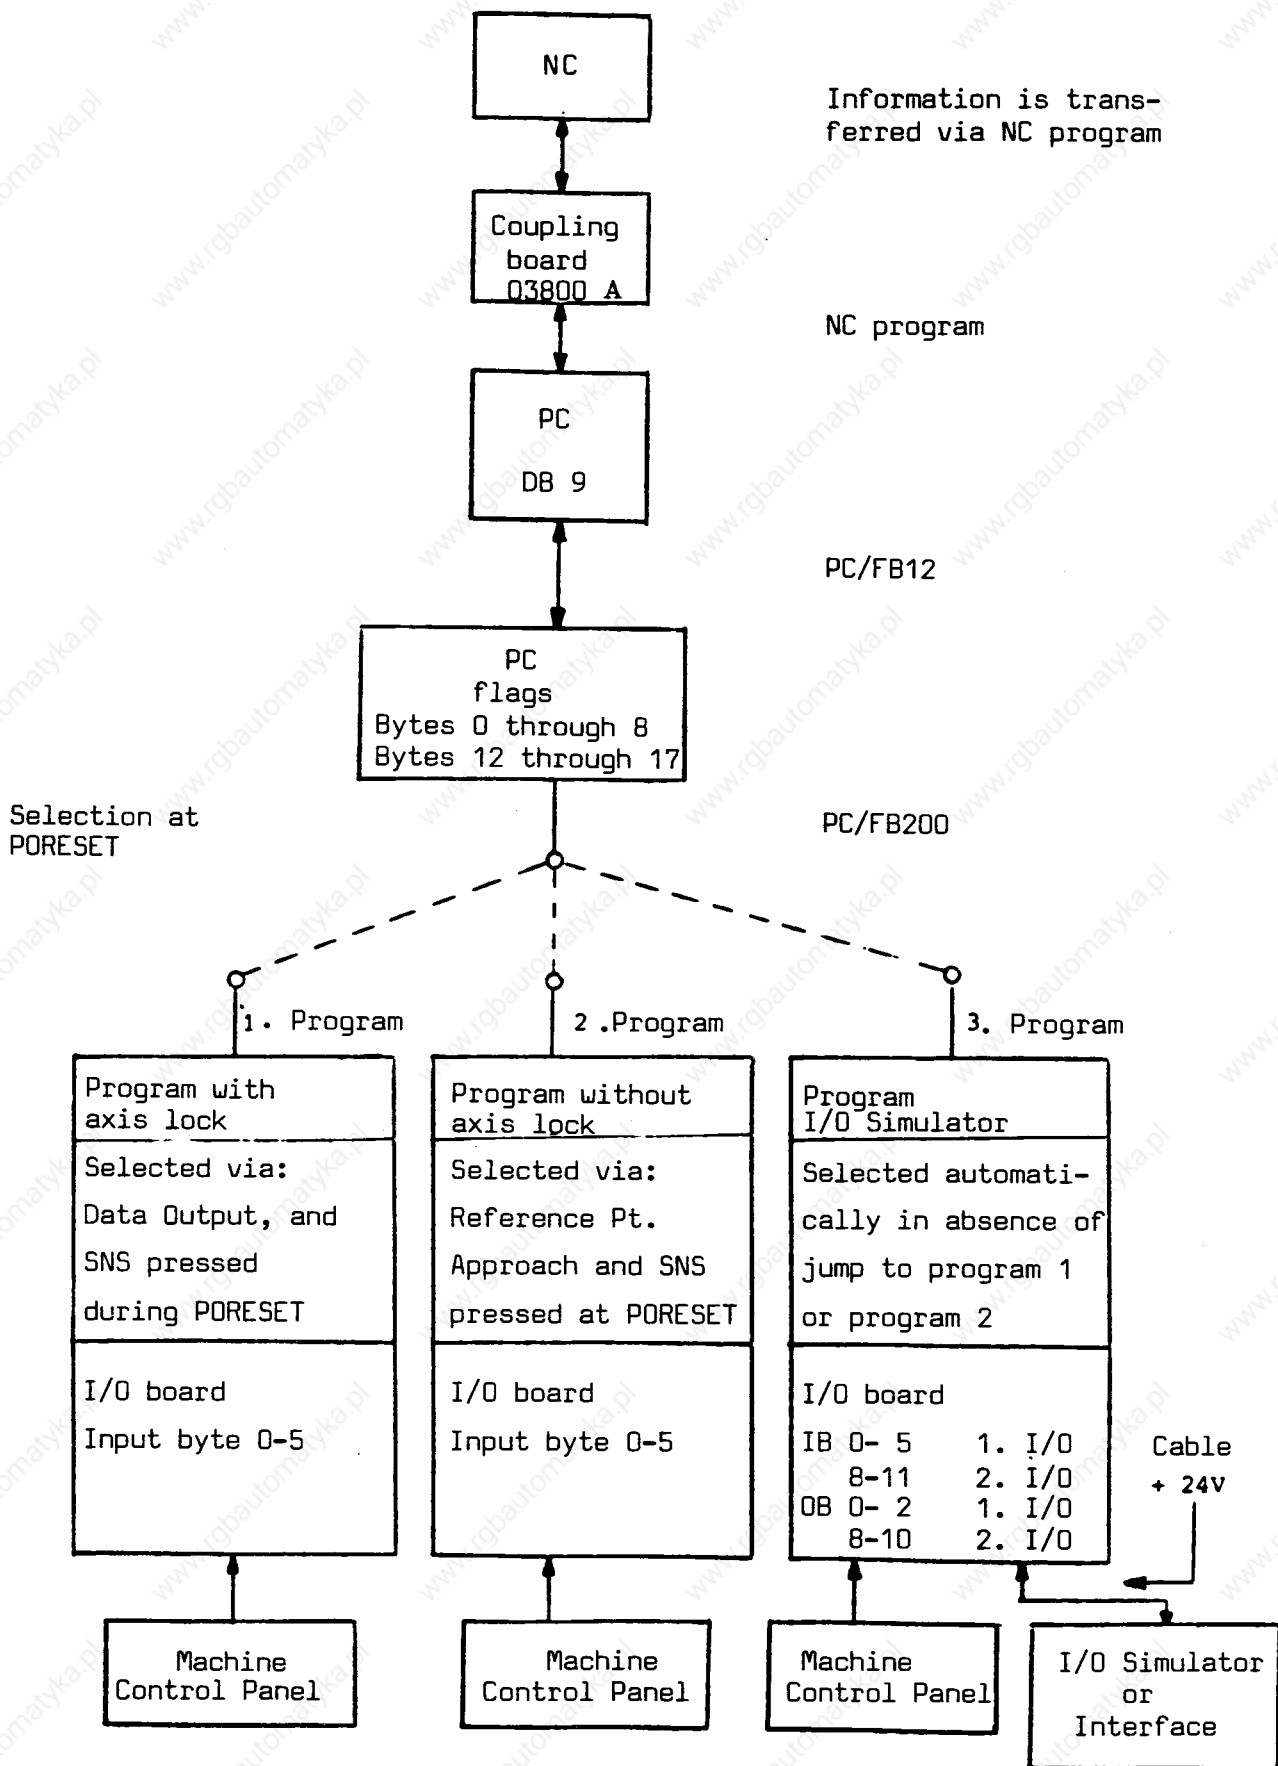 NC
Information is trans-
ferred via NC program
Coupling
board
03800 A
NC program
PC
DB 9
PC/FB12
PC
flags
Bytes 0 through 8
Bytes 12 through 17
Selection at
PORESET
PC/FB200
1. Program
2 .Program
3. Program
Program with
axis lock
Selected via:
Data Output, and
SNS pressed
during PORESET
I/O board
Input byte 0-5
Machine
Control Panel
Program without
axis lock
Selected via:
Reference Pt.
Approach and SNS
pressed at PORESET
I/O board
Input byte 0-5
Machine
Control Panel
Program
I/O Simulator
Selected automati-
cally in absence of
jump to program 1
or program 2
I/O board
IB 0- 5 1. I/O
8-11 2. I/O
OB 0- 2 1. I/O
8-10 2. I/O
Cable
+ 24V
Machine
Control Panel
I/O Simulator
or
Interface
www.rgbautomatyka.pl